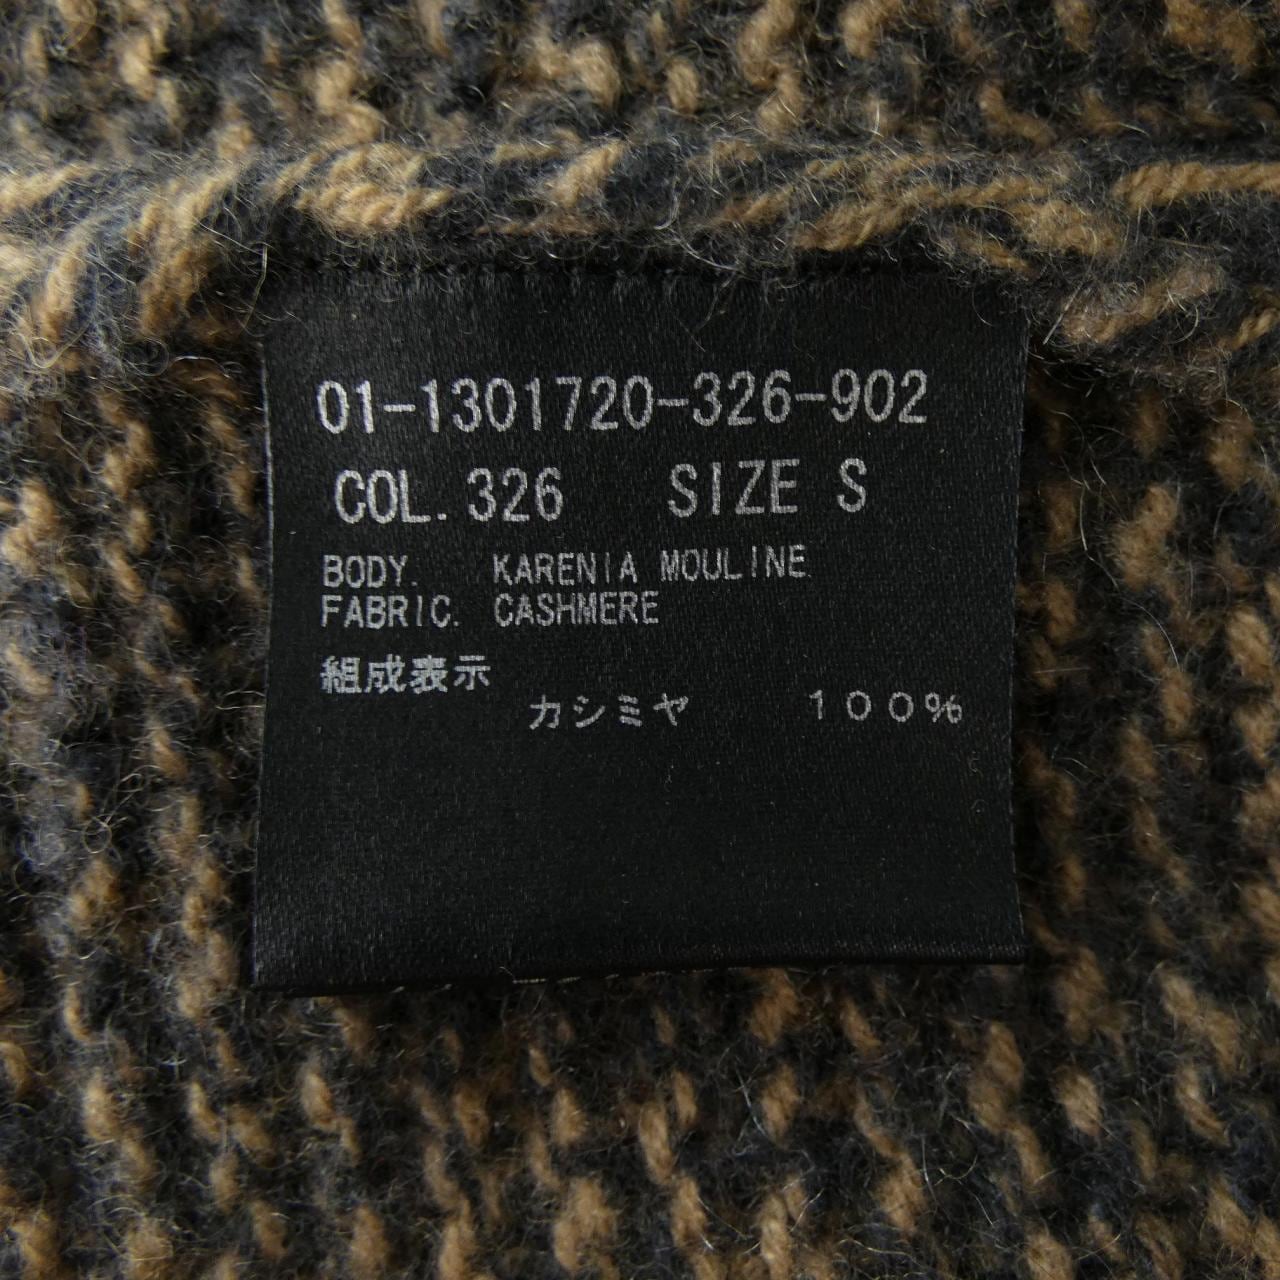 01-1301720-326-902
COL.326 SIZE S
BODY. KARENIA MOULINE
FABRIC. CASHMERE
組成表示
カシミヤ １００％